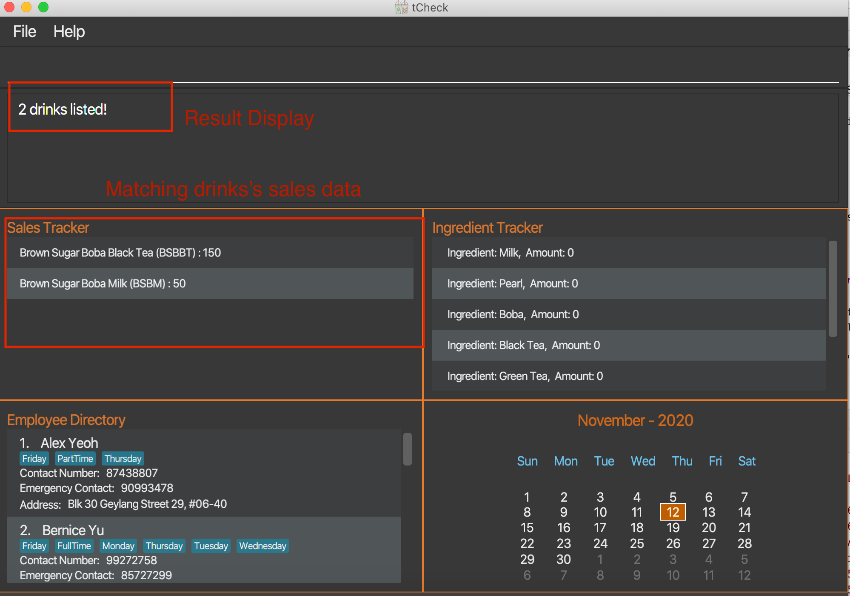 tCheck
File Help
2 drinks listed!
Result Display
Matching drinks's sales data
Sales Tracker
Brown Sugar Boba Black Tea (BSBBT) : 150
Brown Sugar Boba Milk (BSBM) : 50
Ingredient Tracker
Ingredient: Milk, Amount: 0
Ingredient: Pearl, Amount: 0
Ingredient: Boba, Amount: 0
Ingredient: Black Tea, Amount: 0
Ingredient: Green Tea, Amount: 0
Employee Directory
1. Alex Yeoh
Friday PartTime Thursday
Contact Number: 87438807
Emergency Contact: 90993478
Address: Blk 30 Geylang Street 29, #06-40
2. Bernice Yu
Friday FullTime Monday Thursday Tuesday Wednesday
Contact Number: 99272758
Emergency Contact: 85727299
November - 2020
Sun Mon Tue Wed Thu Fri Sat
1 2 3 4 5 6 7
8 9 10 11 12 13 14
15 16 17 18 19 20 21
22 23 24 25 26 27 28
29 30 1 2 3 4 5
6 7 8 9 10 11 12